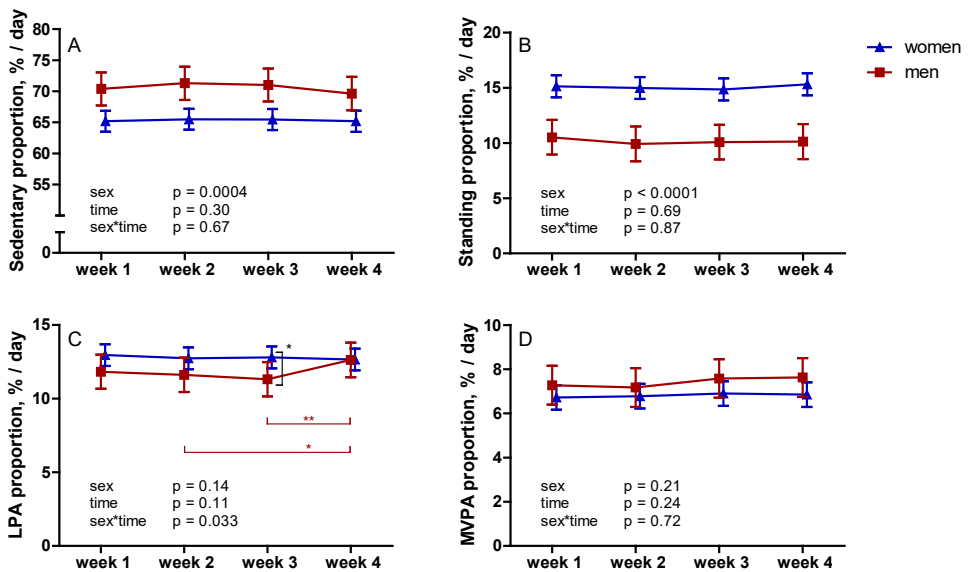 A
Sedentary proportion, % / day
80
75
70
65
60
55
0
sex p = 0.0004
time p = 0.30
sex*time p = 0.67
week 1 week 2 week 3 week 4
B
Standing proportion, % / day
20
15
10
5
0
sex p < 0.0001
time p = 0.69
sex*time p = 0.87
week 1 week 2 week 3 week 4
women
men
C
LPA proportion, % / day
15
10
5
0
*
**
*
sex p = 0.14
time p = 0.11
sex*time p = 0.033
week 1 week 2 week 3 week 4
D
MVPA proportion, % / day
10
8
6
4
2
0
sex p = 0.21
time p = 0.24
sex*time p = 0.72
week 1 week 2 week 3 week 4